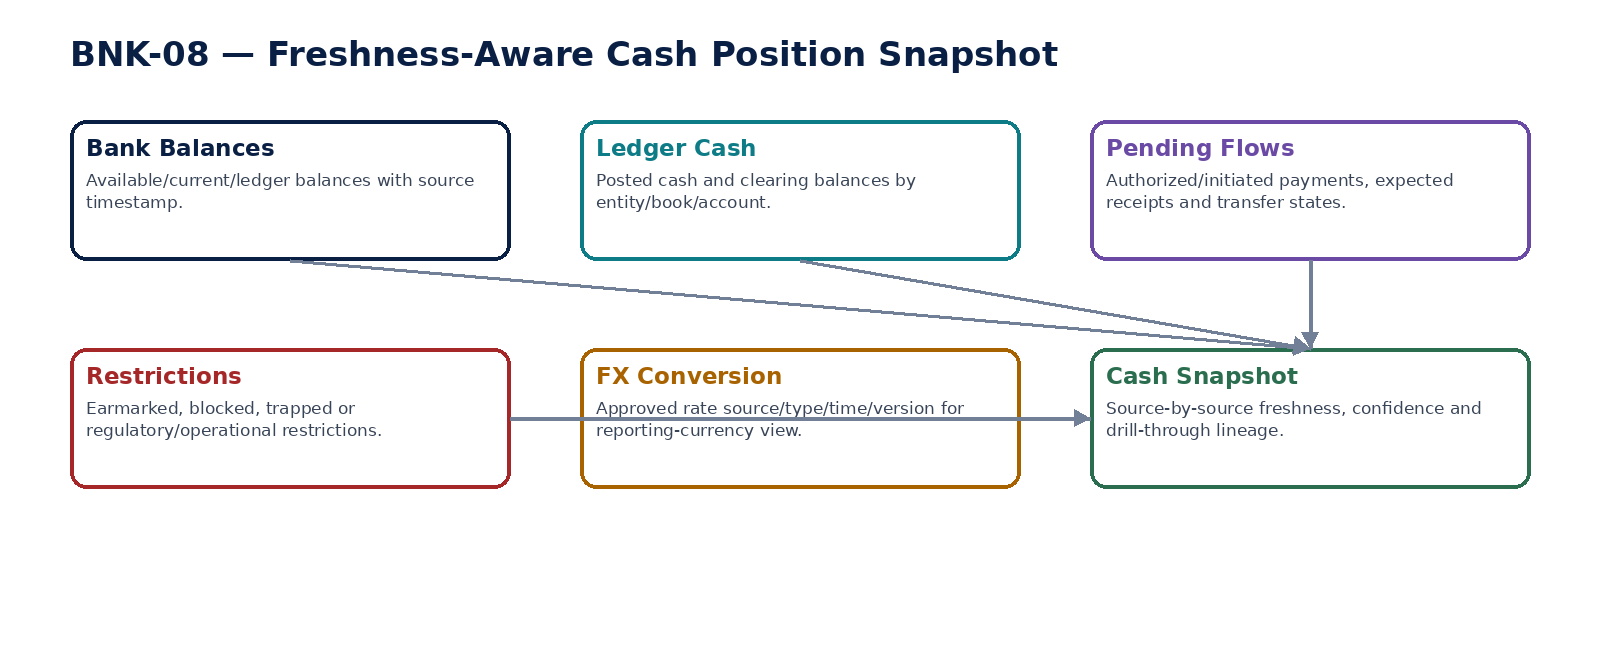 BNK-08 — Freshness-Aware Cash Position Snapshot
Bank Balances
Available/current/ledger balances with source
timestamp.
Ledger Cash
Posted cash and clearing balances by
entity/book/account.
Pending Flows
Authorized/initiated payments, expected
receipts and transfer states.
Restrictions
Earmarked, blocked, trapped or
regulatory/operational restrictions.
FX Conversion
Approved rate source/type/time/version for
reporting-currency view.
Cash Snapshot
Source-by-source freshness, confidence and
drill-through lineage.